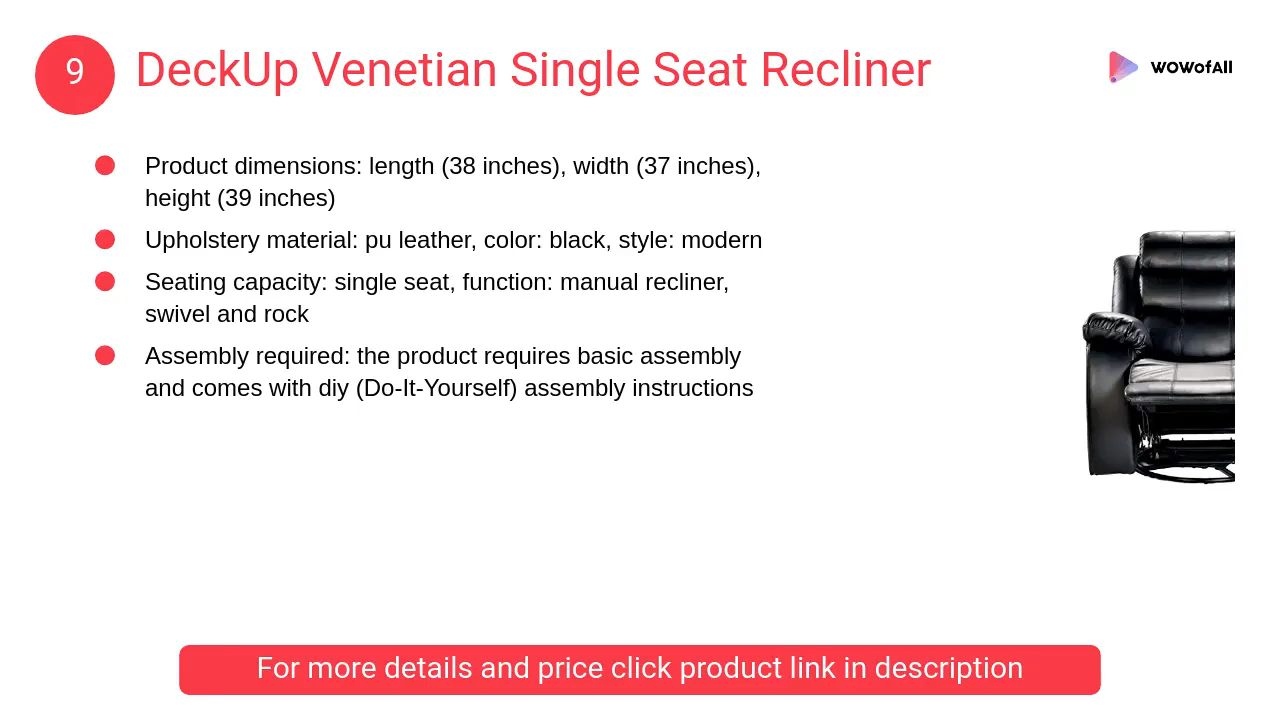 9
DeckUp Venetian Single Seat Recliner
WOWofAll
Product dimensions: length (38 inches), width (37 inches),
height (39 inches)
Upholstery material: pu leather, color: black, style: modern
Seating capacity: single seat, function: manual recliner,
swivel and rock
Assembly required: the product requires basic assembly
and comes with diy (Do-It-Yourself) assembly instructions
For more details and price click product link in description